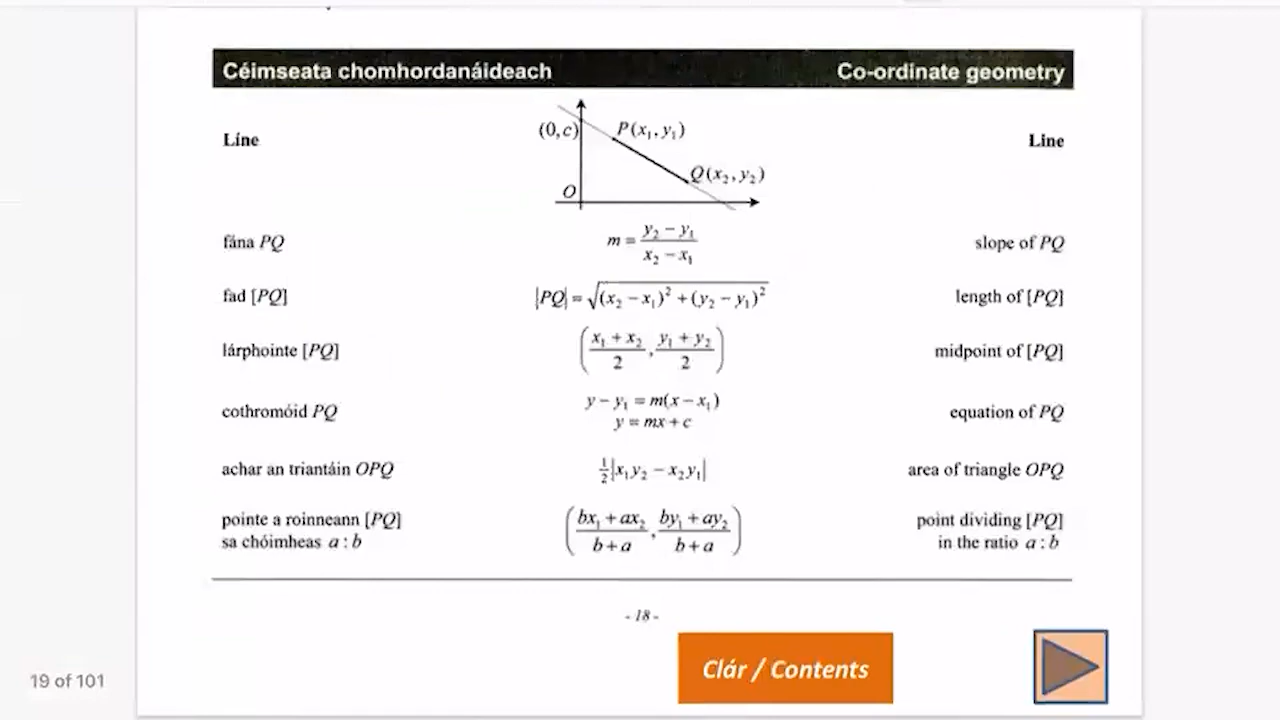 Céimseata chomhordanáideach Co-ordinate geometry
Líne Line
(0, c) P(x₁, y₁)
Q(x₂, y₂)
O
fána PQ m = (y₂ − y₁)/(x₂ − x₁) slope of PQ
fad [PQ] |PQ| = √((x₂ − x₁)² + (y₂ − y₁)²) length of [PQ]
lárphointe [PQ] ((x₁ + x₂)/2, (y₁ + y₂)/2) midpoint of [PQ]
cothromóid PQ y − y₁ = m(x − x₁) equation of PQ
y = mx + c
achar an triantáin OPQ ½|x₁y₂ − x₂y₁| area of triangle OPQ
pointe a roinneann [PQ] ((bx₁ + ax₂)/(b + a), (by₁ + ay₂)/(b + a)) point dividing [PQ]
sa chóimheas a : b in the ratio a : b
- 18 -
Clár / Contents
19 of 101